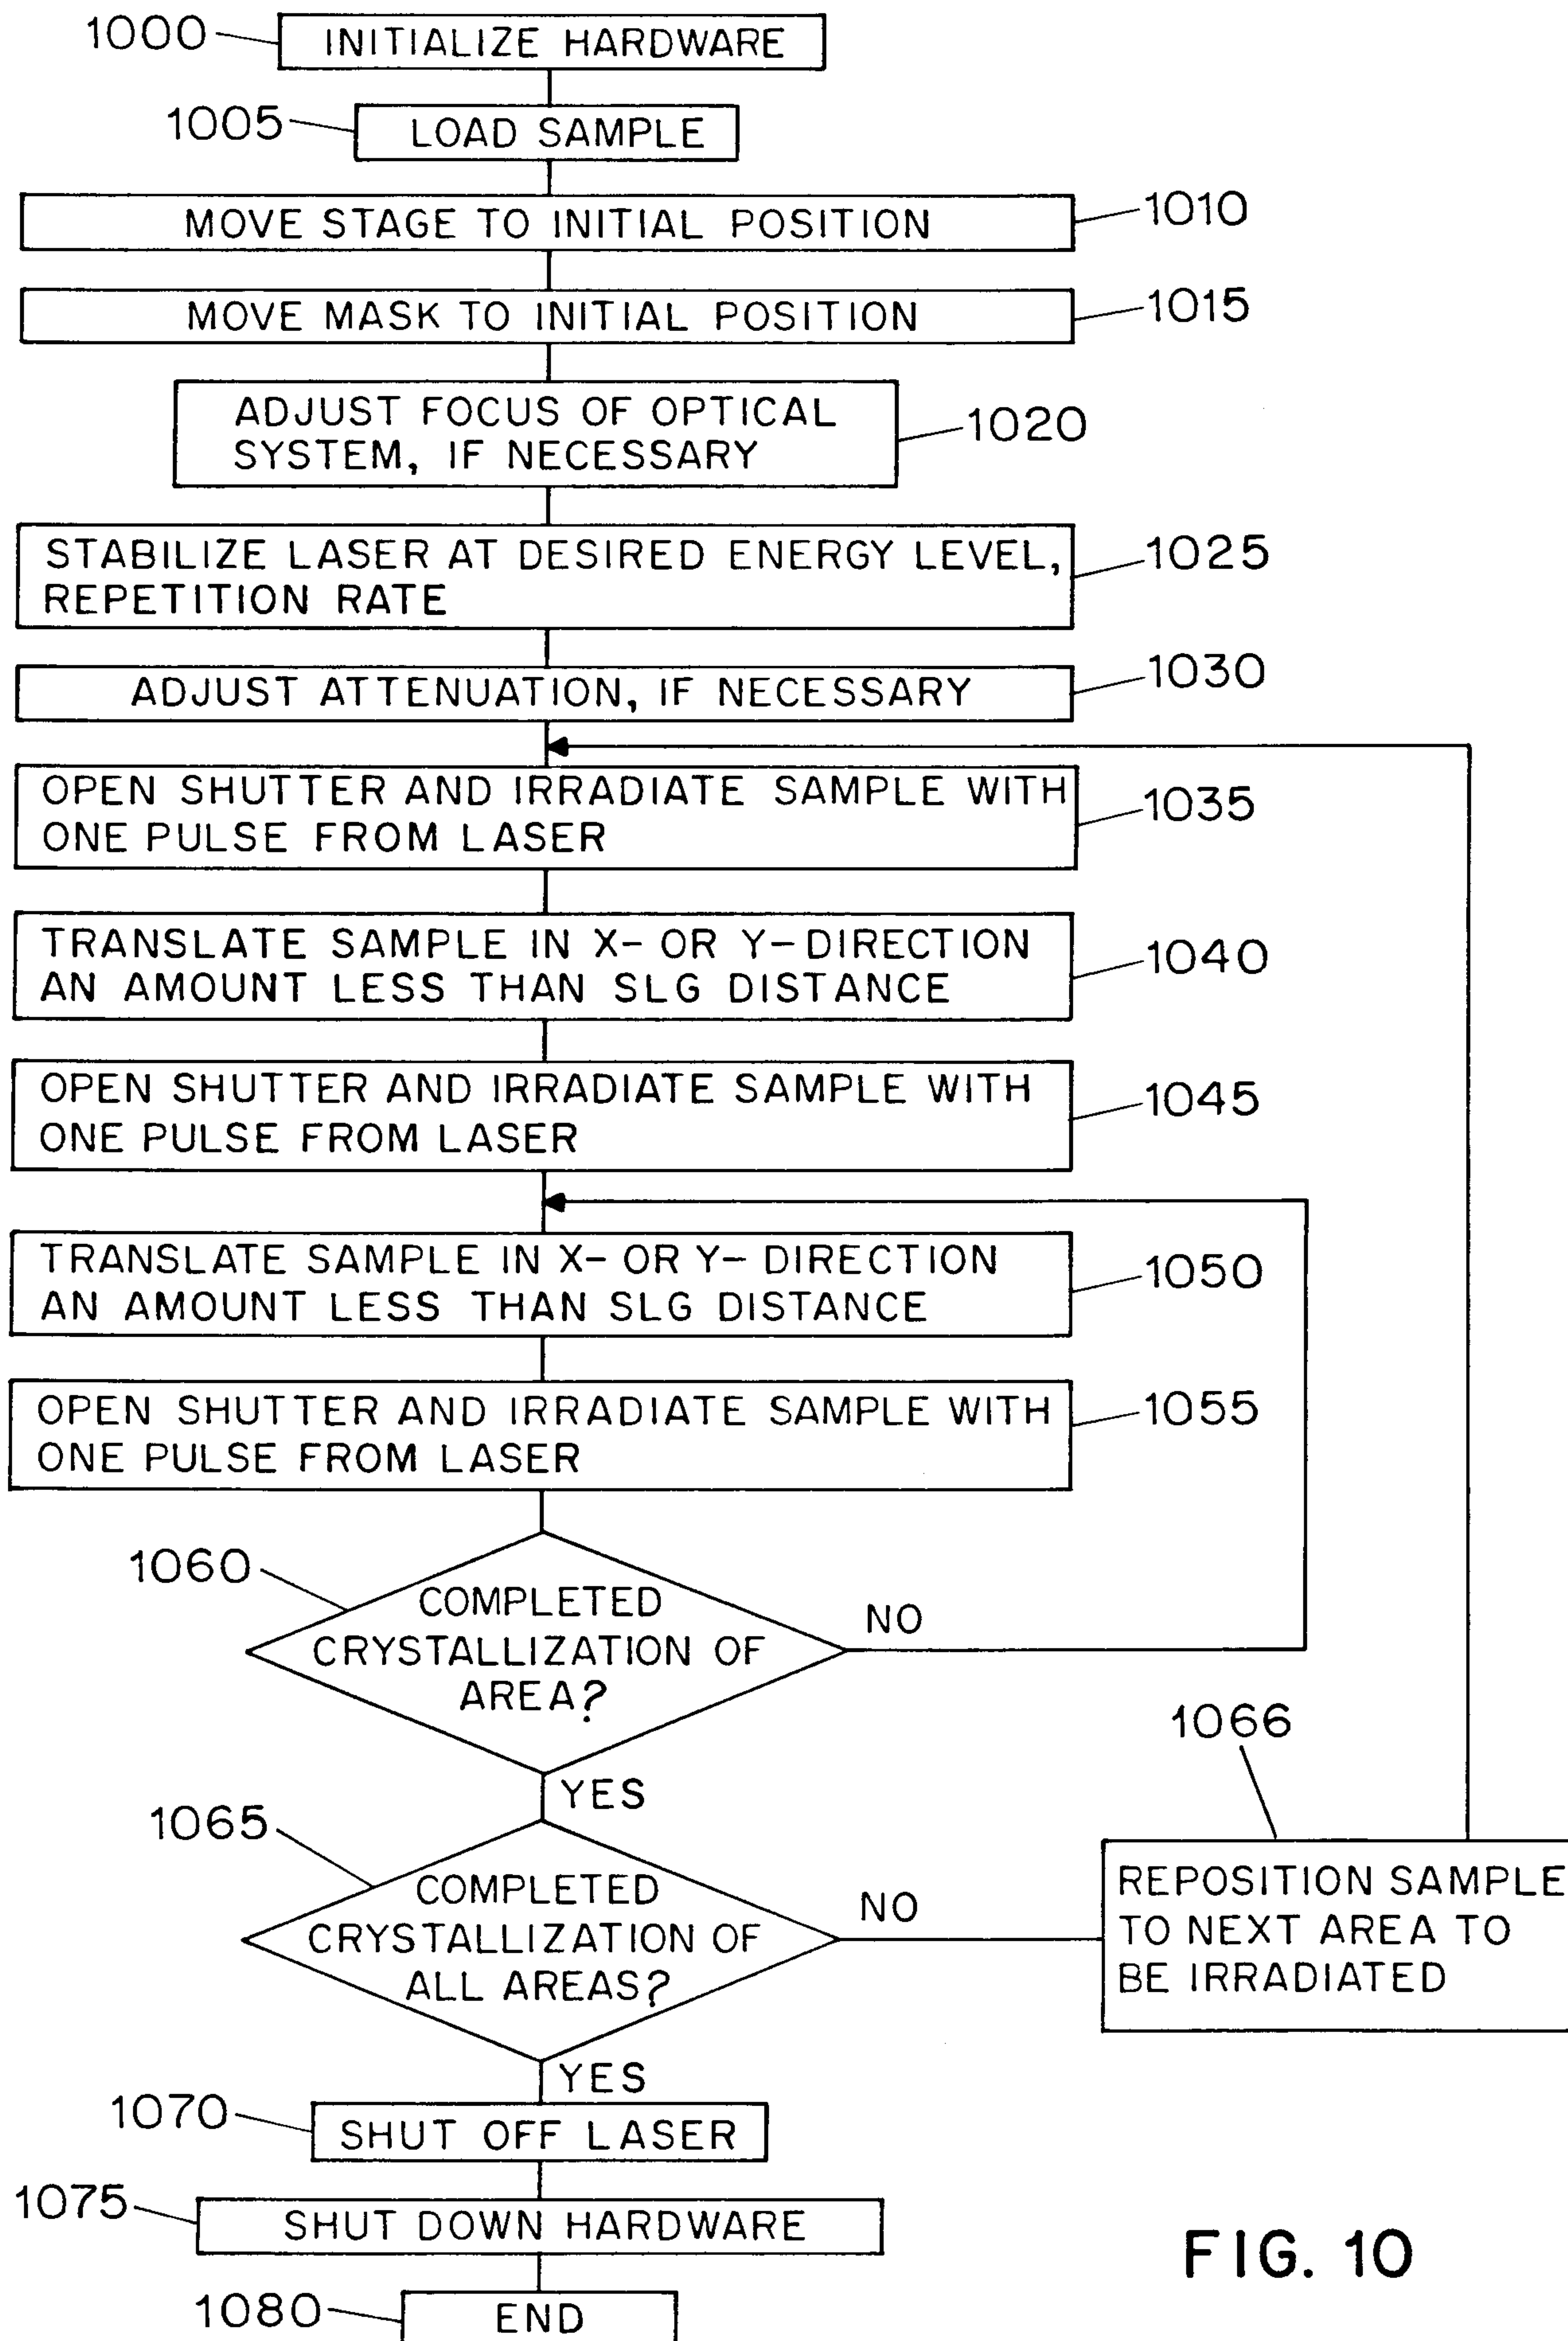 1000
INITIALIZE HARDWARE
1005
LOAD SAMPLE
MOVE STAGE TO INITIAL POSITION
1010
MOVE MASK TO INITIAL POSITION
1015
ADJUST FOCUS OF OPTICAL
SYSTEM, IF NECESSARY
1020
STABILIZE LASER AT DESIRED ENERGY LEVEL,
REPETITION RATE
1025
ADJUST ATTENUATION, IF NECESSARY
1030
OPEN SHUTTER AND IRRADIATE SAMPLE WITH
ONE PULSE FROM LASER
1035
TRANSLATE SAMPLE IN X- OR Y-DIRECTION
AN AMOUNT LESS THAN SLG DISTANCE
1040
OPEN SHUTTER AND IRRADIATE SAMPLE WITH
ONE PULSE FROM LASER
1045
TRANSLATE SAMPLE IN X- OR Y- DIRECTION
AN AMOUNT LESS THAN SLG DISTANCE
1050
OPEN SHUTTER AND IRRADIATE SAMPLE WITH
ONE PULSE FROM LASER
1055
1060
COMPLETED
CRYSTALLIZATION OF
AREA?
NO
YES
1065
COMPLETED
CRYSTALLIZATION OF
ALL AREAS?
NO
1066
REPOSITION SAMPLE
TO NEXT AREA TO
BE IRRADIATED
YES
1070
SHUT OFF LASER
1075
SHUT DOWN HARDWARE
1080
END
FIG. 10